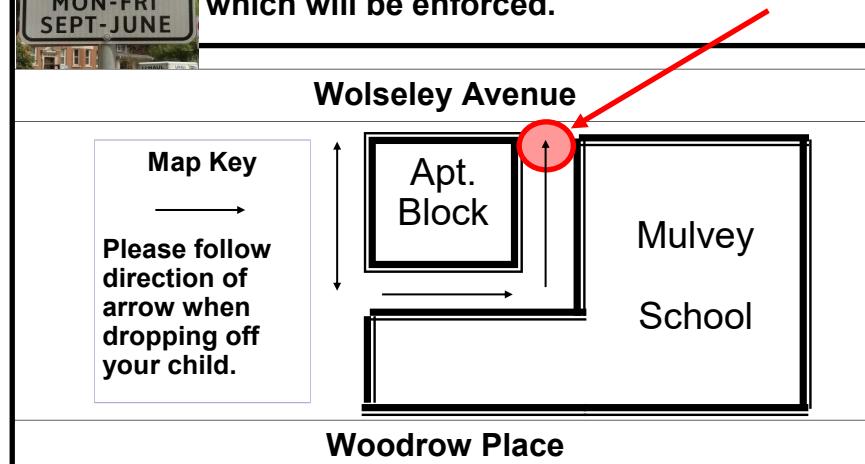 MON-FRI
SEPT-JUNE
which will be enforced.
Wolseley Avenue
Map Key
Please follow
direction of
arrow when
dropping off
your child.
Apt.
Block
Mulvey
School
Woodrow Place